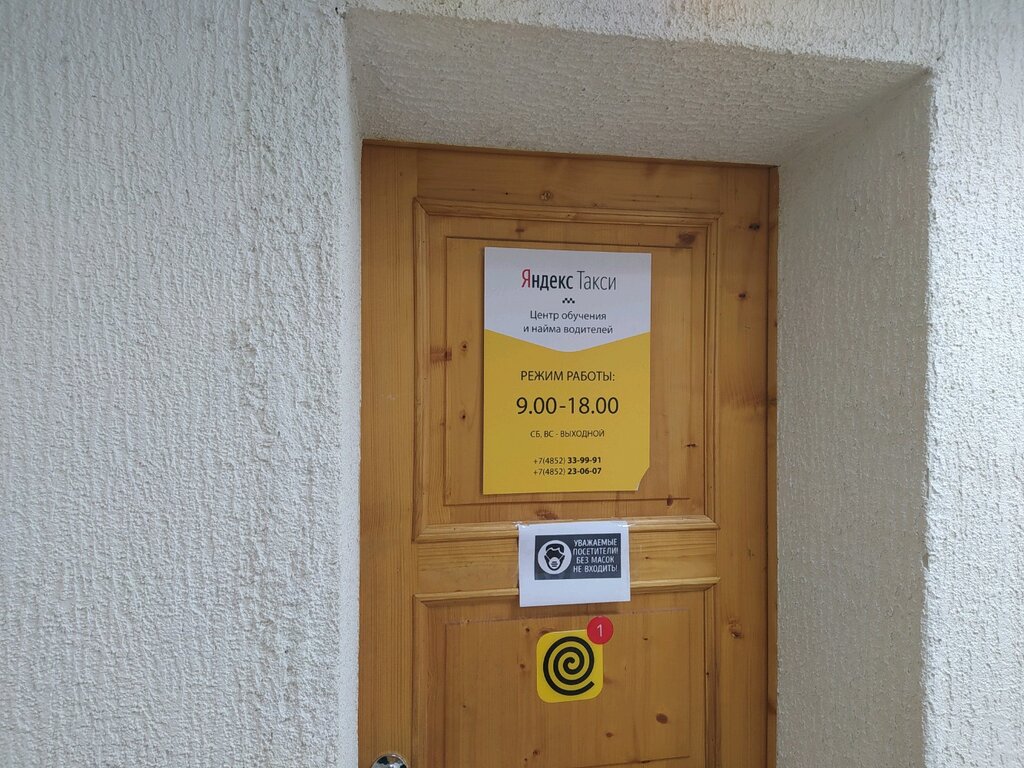 Яндекс Такси
Центр обучения
и найма водителей
РЕЖИМ РАБОТЫ:
9.00-18.00
СБ, ВС - ВЫХОДНОЙ
+7(4852) 33-99-91
+7(4852) 23-06-07
УВАЖАЕМЫЕ
ПОСЕТИТЕЛИ!
БЕЗ МАСОК
НЕ ВХОДИТЬ!
1